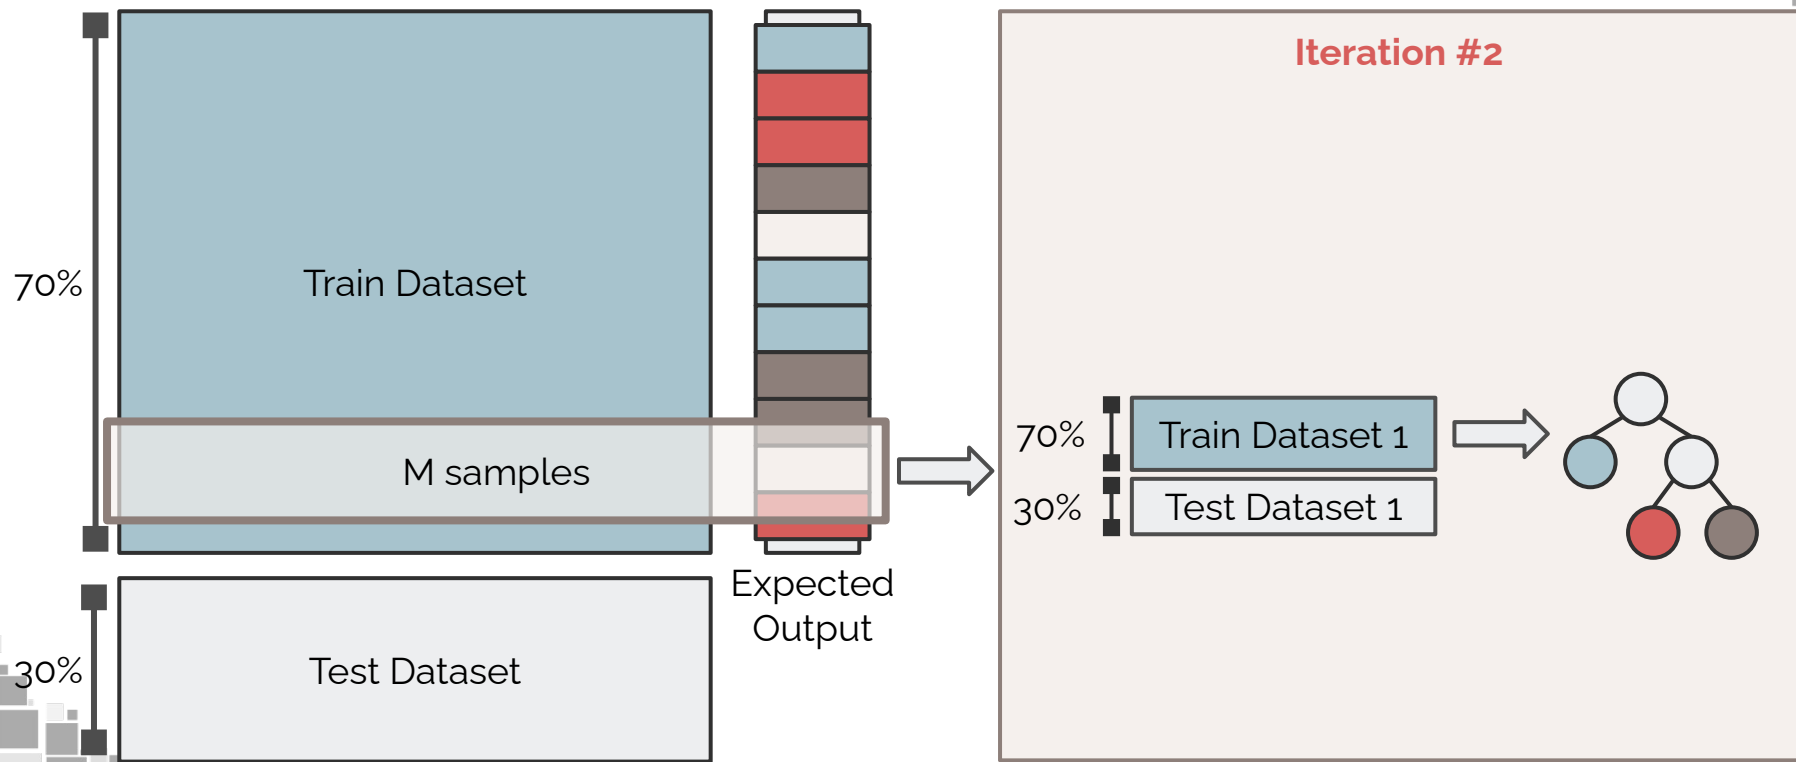 Iteration #2
70%
Train Dataset
M samples
Expected
Output
30%
Test Dataset
70%
Train Dataset 1
30%
Test Dataset 1